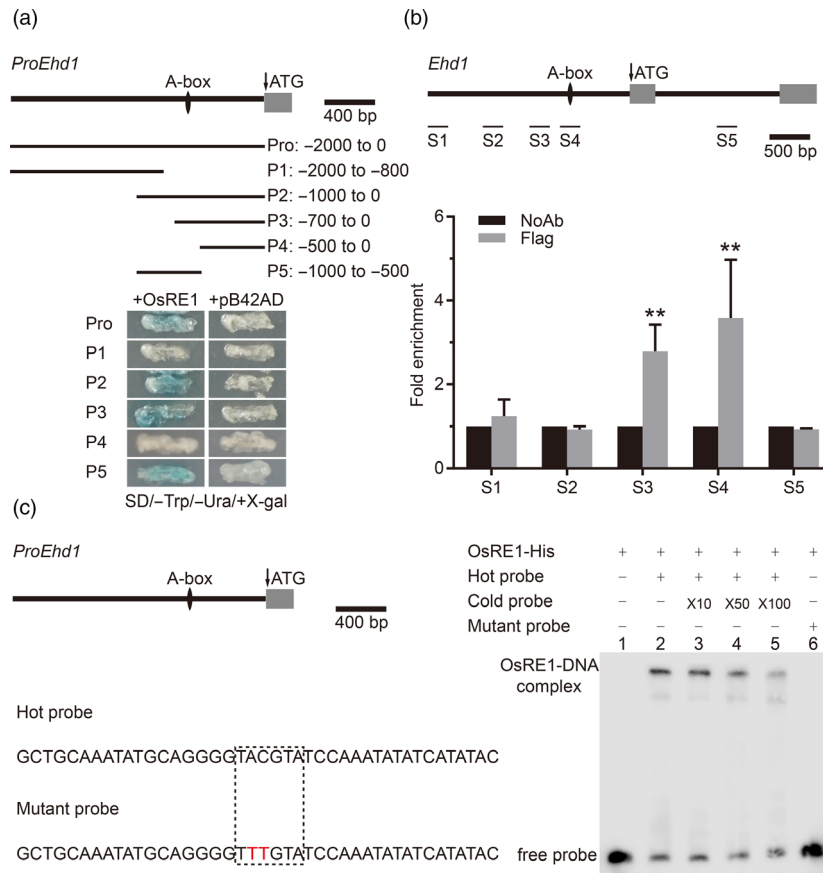 (a)
ProEhd1
A-box
ATG
400 bp
Pro: –2000 to 0
P1: –2000 to –800
P2: –1000 to 0
P3: –700 to 0
P4: –500 to 0
P5: –1000 to –500
+OsRE1 +pB42AD
Pro
P1
P2
P3
P4
P5
SD/–Trp/–Ura/+X-gal
(b)
Ehd1
A-box
ATG
S1 S2 S3 S4 S5
500 bp
NoAb
Flag
Fold enrichment
6
4
2
0
** **
S1 S2 S3 S4 S5
(c)
ProEhd1
A-box
ATG
400 bp
Hot probe
GCTGCAAATATGCAGGGGTACGTATCCAAATATATCATATAC
Mutant probe
GCTGCAAATATGCAGGGGTTTGTATCCAAATATATCATATAC
OsRE1-His + + + + + +
Hot probe – + + + + –
Cold probe – – X10 X50 X100 –
Mutant probe – – – – – +
1 2 3 4 5 6
OsRE1-DNA
complex
free probe